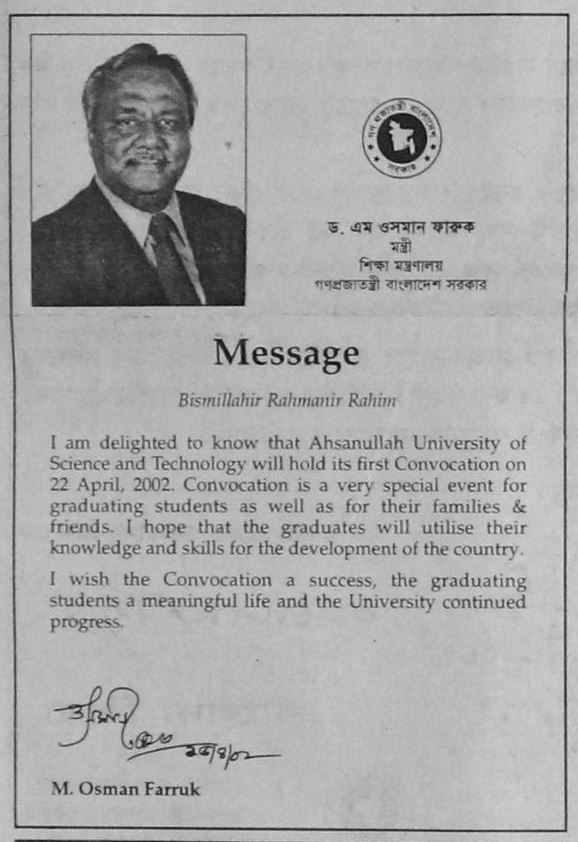 গণ প্রজাতন্ত্রী বাংলাদেশ
সরকার
ড. এম ওসমান ফারুক
মন্ত্রী
শিক্ষা মন্ত্রণালয়
গণপ্রজাতন্ত্রী বাংলাদেশ সরকার
Message
Bismillahir Rahmanir Rahim
I am delighted to know that Ahsanullah University of
Science and Technology will hold its first Convocation on
22 April, 2002. Convocation is a very special event for
graduating students as well as for their families &
friends. I hope that the graduates will utilise their
knowledge and skills for the development of the country.
I wish the Convocation a success, the graduating
students a meaningful life and the University continued
progress.
M. Osman Farruk